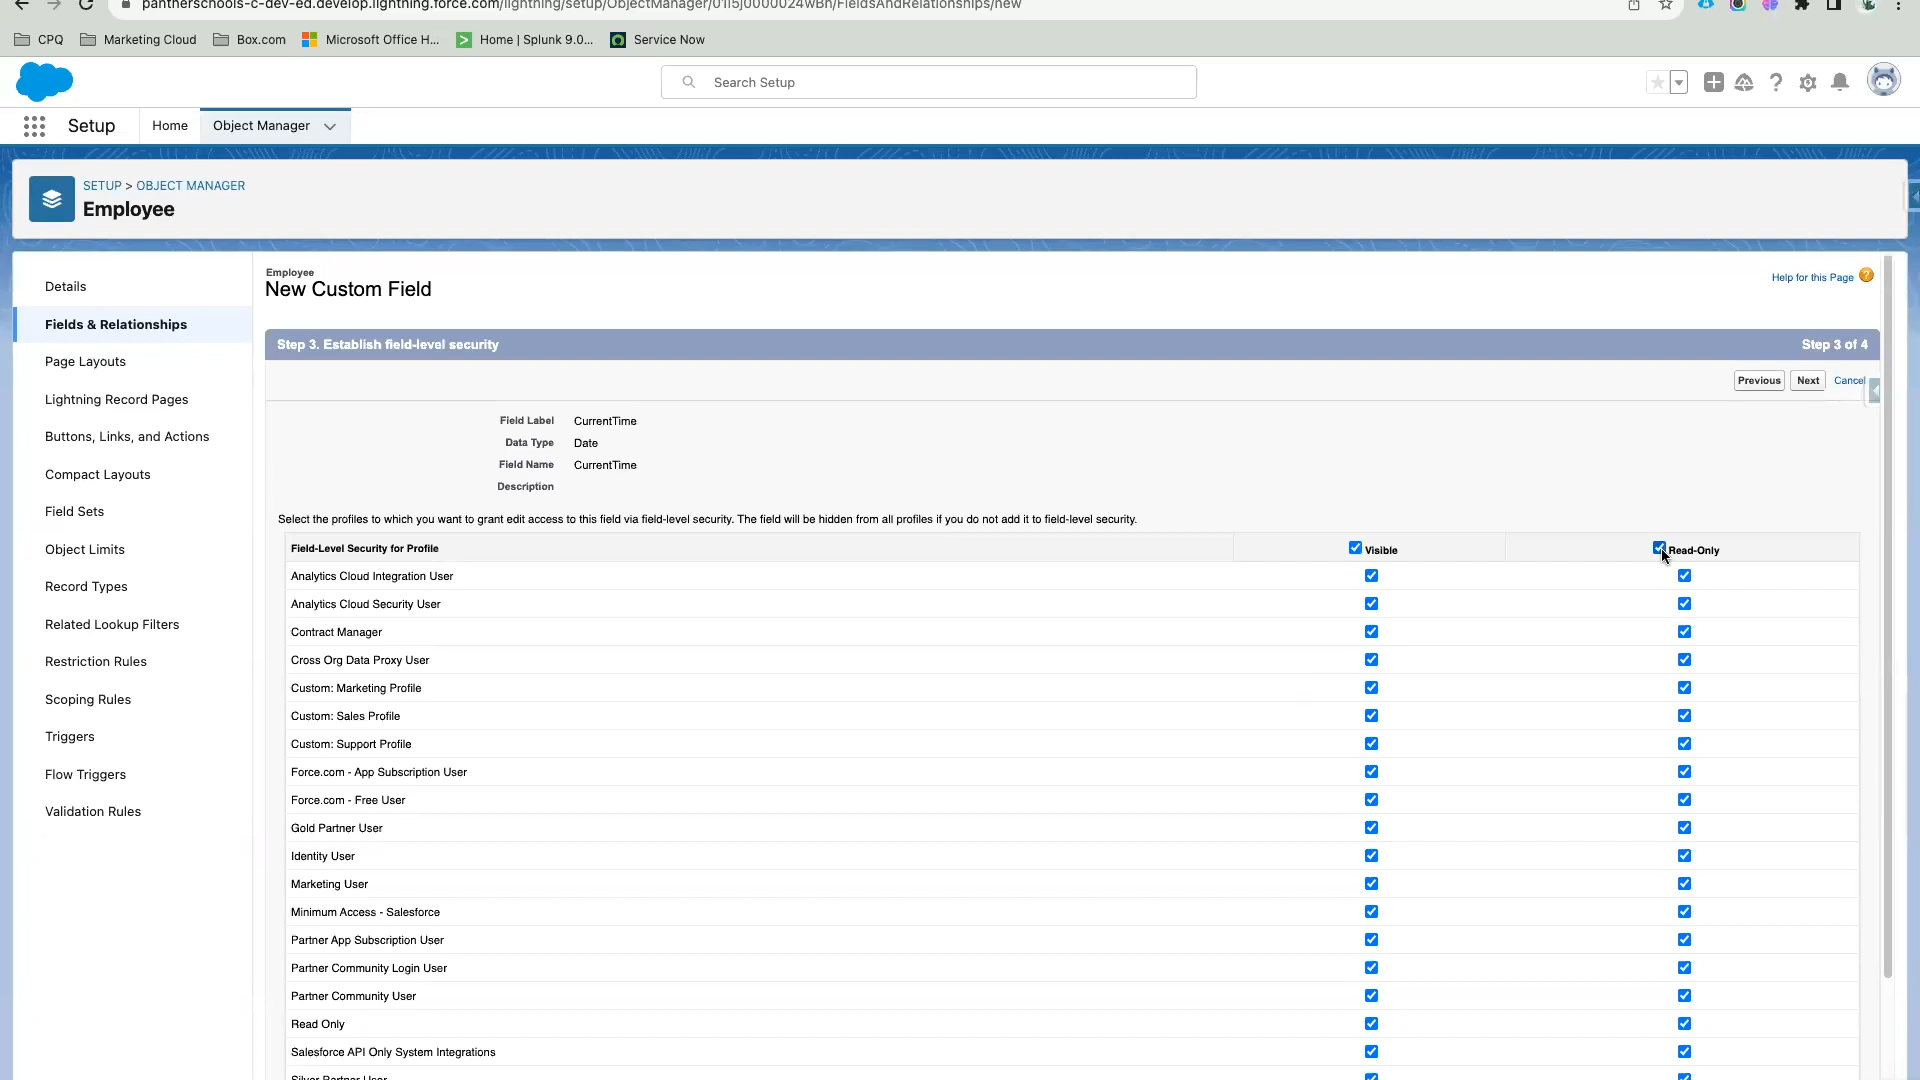 pantherschools-c-dev-ed.develop.lightning.force.com/lightning/setup/ObjectManager/01I5j0000024wBh/FieldsAndRelationships/new
CPQ Marketing Cloud Box.com Microsoft Office H... Home | Splunk 9.0... Service Now
Search Setup
Setup Home Object Manager
SETUP > OBJECT MANAGER
Employee
Details
Fields & Relationships
Page Layouts
Lightning Record Pages
Buttons, Links, and Actions
Compact Layouts
Field Sets
Object Limits
Record Types
Related Lookup Filters
Restriction Rules
Scoping Rules
Triggers
Flow Triggers
Validation Rules
Employee
New Custom Field
Help for this Page
Step 3. Establish field-level security Step 3 of 4
Previous Next Cancel
Field Label CurrentTime
Data Type Date
Field Name CurrentTime
Description
Select the profiles to which you want to grant edit access to this field via field-level security. The field will be hidden from all profiles if you do not add it to field-level security.
Field-Level Security for Profile Visible Read-Only
Analytics Cloud Integration User
Analytics Cloud Security User
Contract Manager
Cross Org Data Proxy User
Custom: Marketing Profile
Custom: Sales Profile
Custom: Support Profile
Force.com - App Subscription User
Force.com - Free User
Gold Partner User
Identity User
Marketing User
Minimum Access - Salesforce
Partner App Subscription User
Partner Community Login User
Partner Community User
Read Only
Salesforce API Only System Integrations
Silver Partner User